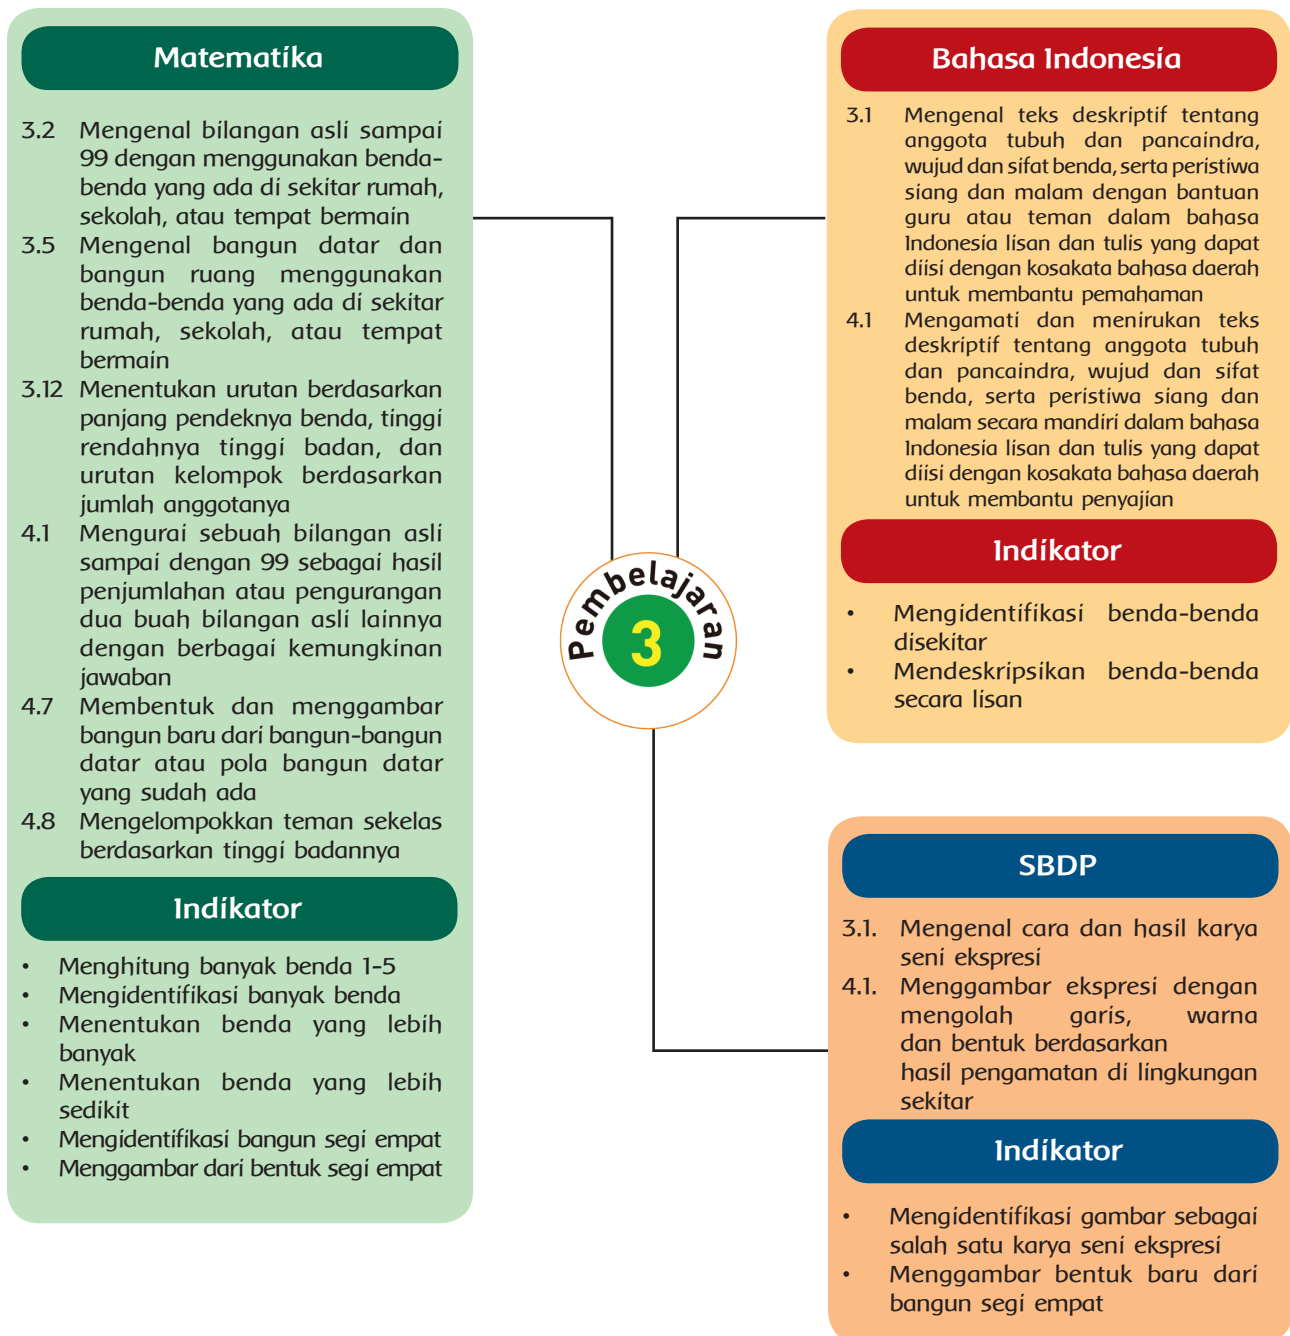 Matematika
3.2 Mengenal bilangan asli sampai
99 dengan menggunakan benda-
benda yang ada di sekitar rumah,
sekolah, atau tempat bermain
3.5 Mengenal bangun datar dan
bangun ruang menggunakan
benda-benda yang ada di sekitar
rumah, sekolah, atau tempat
bermain
3.12 Menentukan urutan berdasarkan
panjang pendeknya benda, tinggi
rendahnya tinggi badan, dan
urutan kelompok berdasarkan
jumlah anggotanya
4.1 Mengurai sebuah bilangan asli
sampai dengan 99 sebagai hasil
penjumlahan atau pengurangan
dua buah bilangan asli lainnya
dengan berbagai kemungkinan
jawaban
4.7 Membentuk dan menggambar
bangun baru dari bangun-bangun
datar atau pola bangun datar
yang sudah ada
4.8 Mengelompokkan teman sekelas
berdasarkan tinggi badannya
Indikator
• Menghitung banyak benda 1-5
• Mengidentifikasi banyak benda
• Menentukan benda yang lebih
banyak
• Menentukan benda yang lebih
sedikit
• Mengidentifikasi bangun segi empat
• Menggambar dari bentuk segi empat
Pembelajaran
3
Bahasa Indonesia
3.1 Mengenal teks deskriptif tentang
anggota tubuh dan pancaindra,
wujud dan sifat benda, serta peristiwa
siang dan malam dengan bantuan
guru atau teman dalam bahasa
Indonesia lisan dan tulis yang dapat
diisi dengan kosakata bahasa daerah
untuk membantu pemahaman
4.1 Mengamati dan menirukan teks
deskriptif tentang anggota tubuh
dan pancaindra, wujud dan sifat
benda, serta peristiwa siang dan
malam secara mandiri dalam bahasa
Indonesia lisan dan tulis yang dapat
diisi dengan kosakata bahasa daerah
untuk membantu penyajian
Indikator
• Mengidentifikasi benda-benda
disekitar
• Mendeskripsikan benda-benda
secara lisan
SBDP
3.1. Mengenal cara dan hasil karya
seni ekspresi
4.1. Menggambar ekspresi dengan
mengolah garis, warna
dan bentuk berdasarkan
hasil pengamatan di lingkungan
sekitar
Indikator
• Mengidentifikasi gambar sebagai
salah satu karya seni ekspresi
• Menggambar bentuk baru dari
bangun segi empat